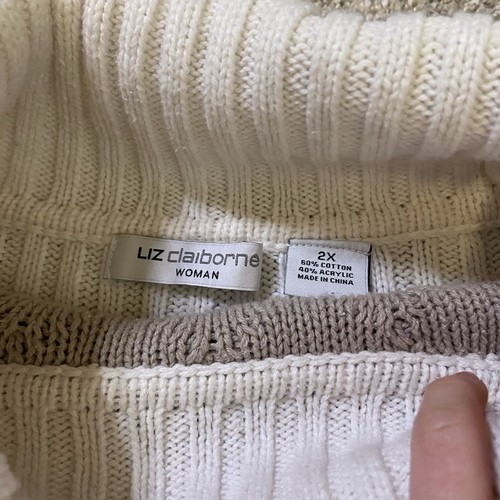 LIZ claiborne
WOMAN
2X
60% COTTON
40% ACRYLIC
MADE IN CHINA